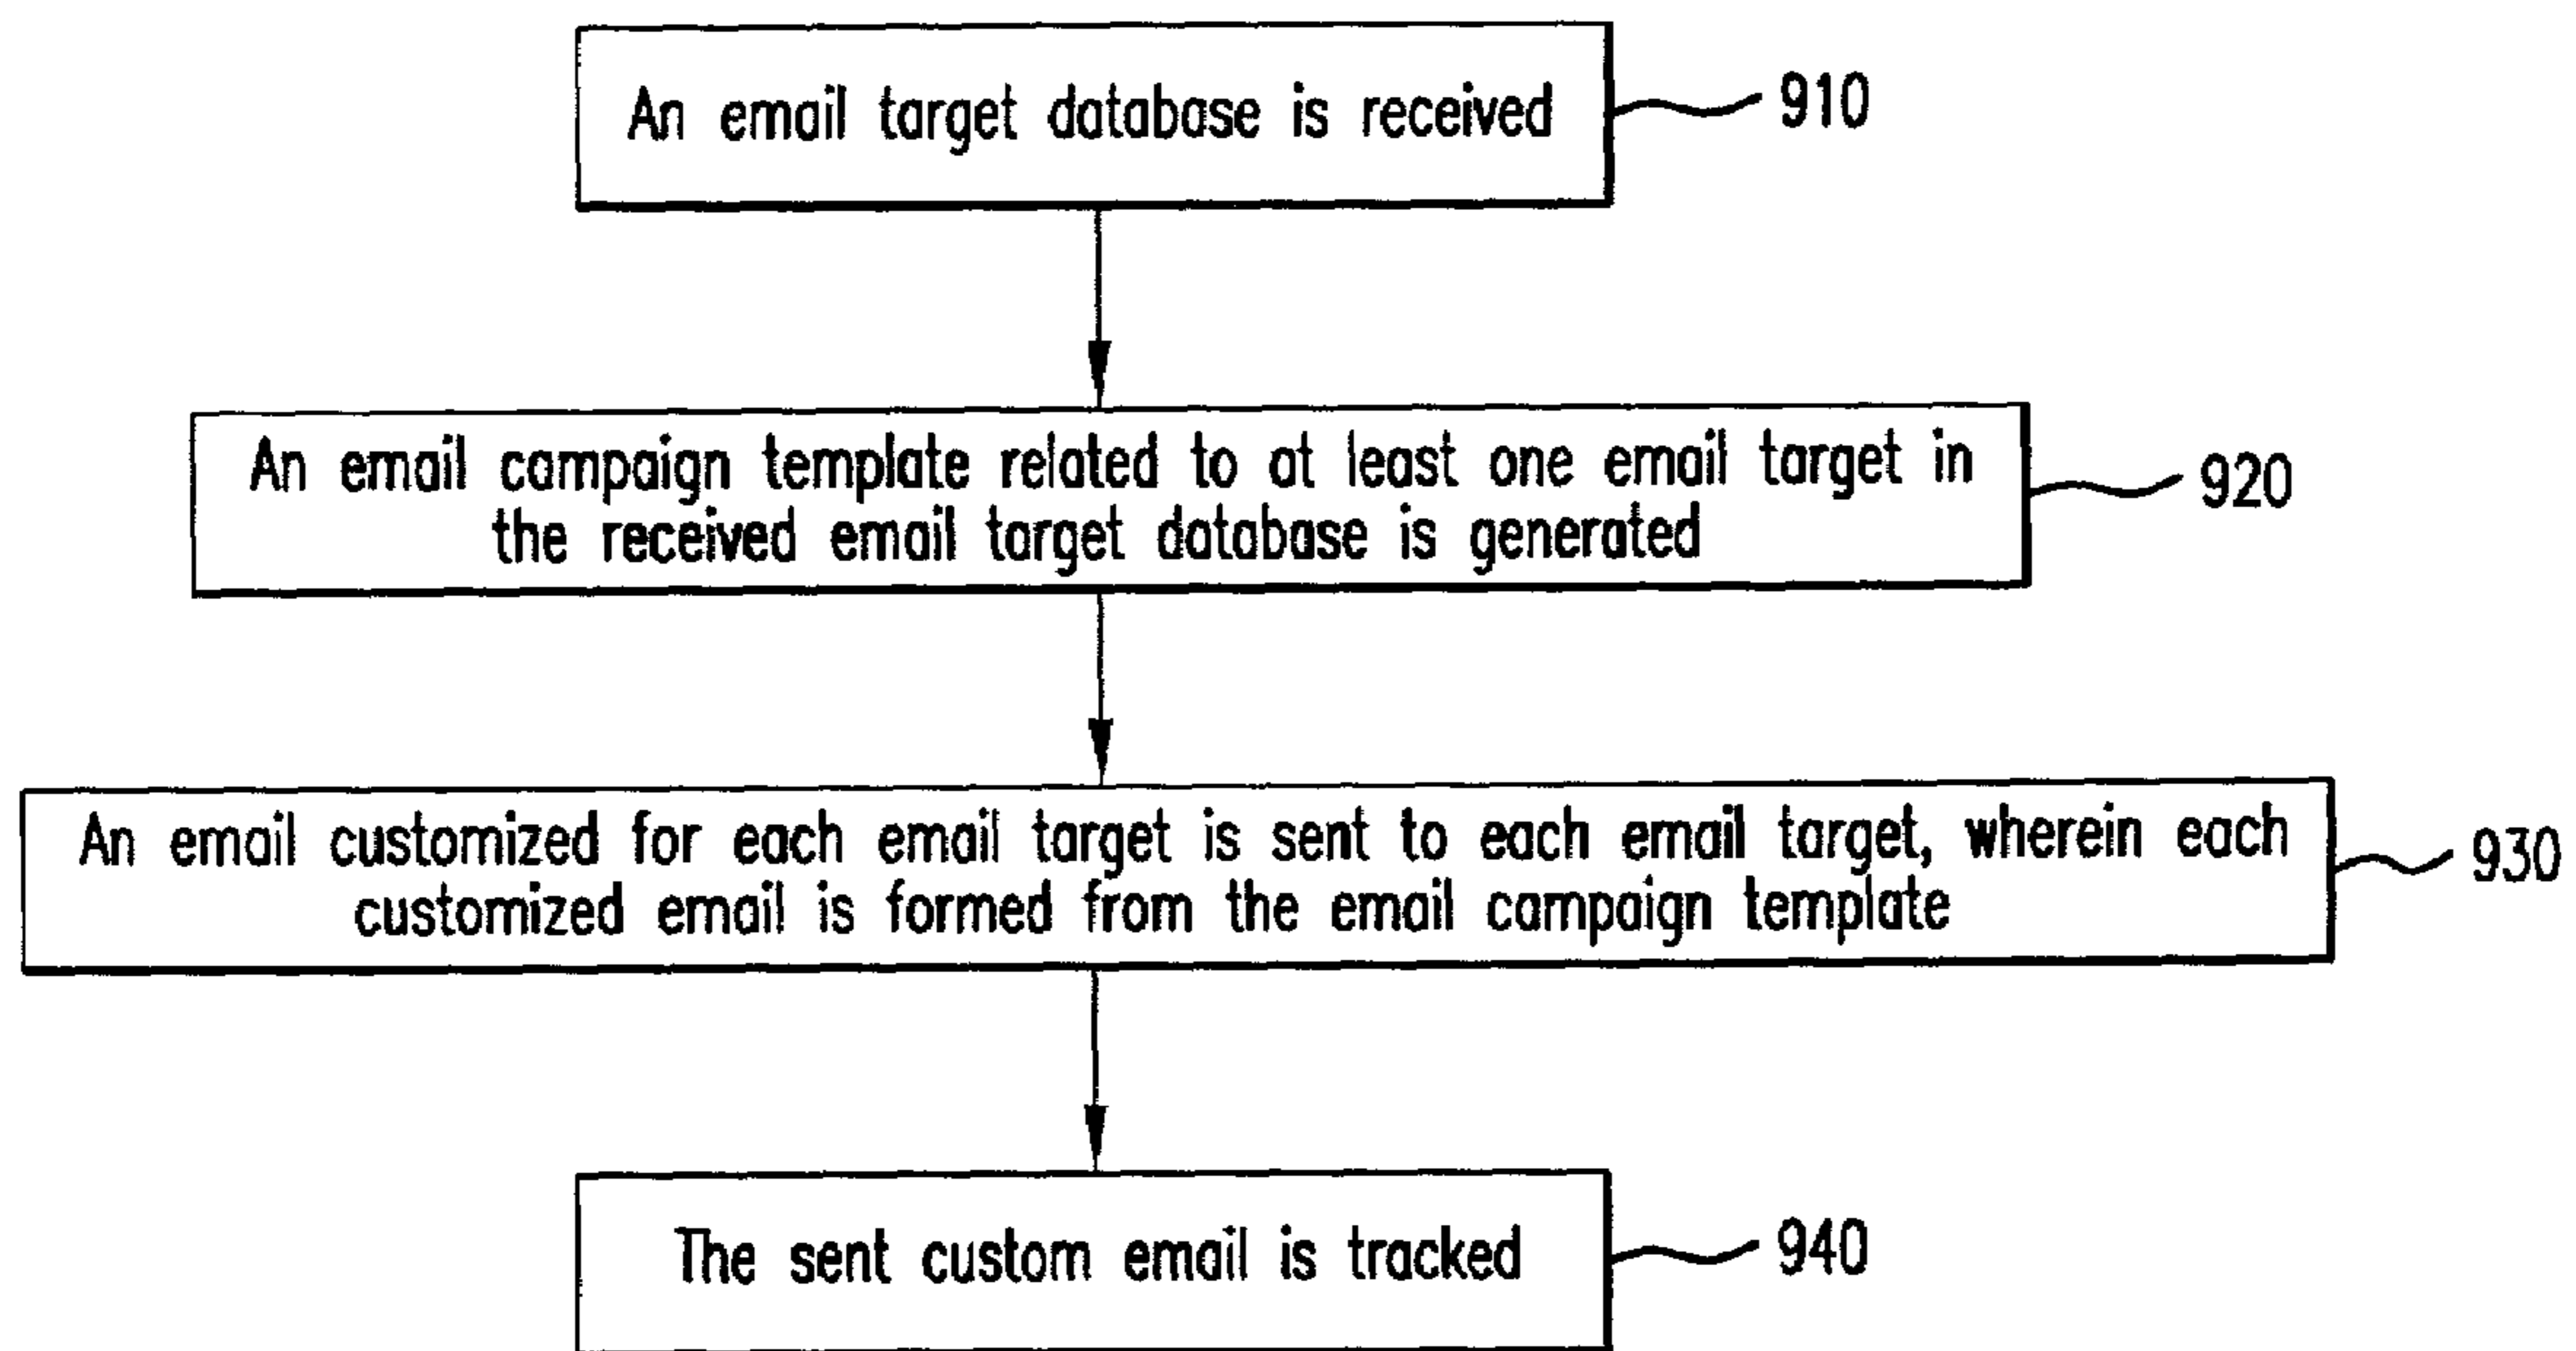 An email target database is received
910
An email campaign template related to at least one email target in
the received email target database is generated
920
An email customized for each email target is sent to each email target, wherein each
customized email is formed from the email campaign template
930
The sent custom email is tracked
940